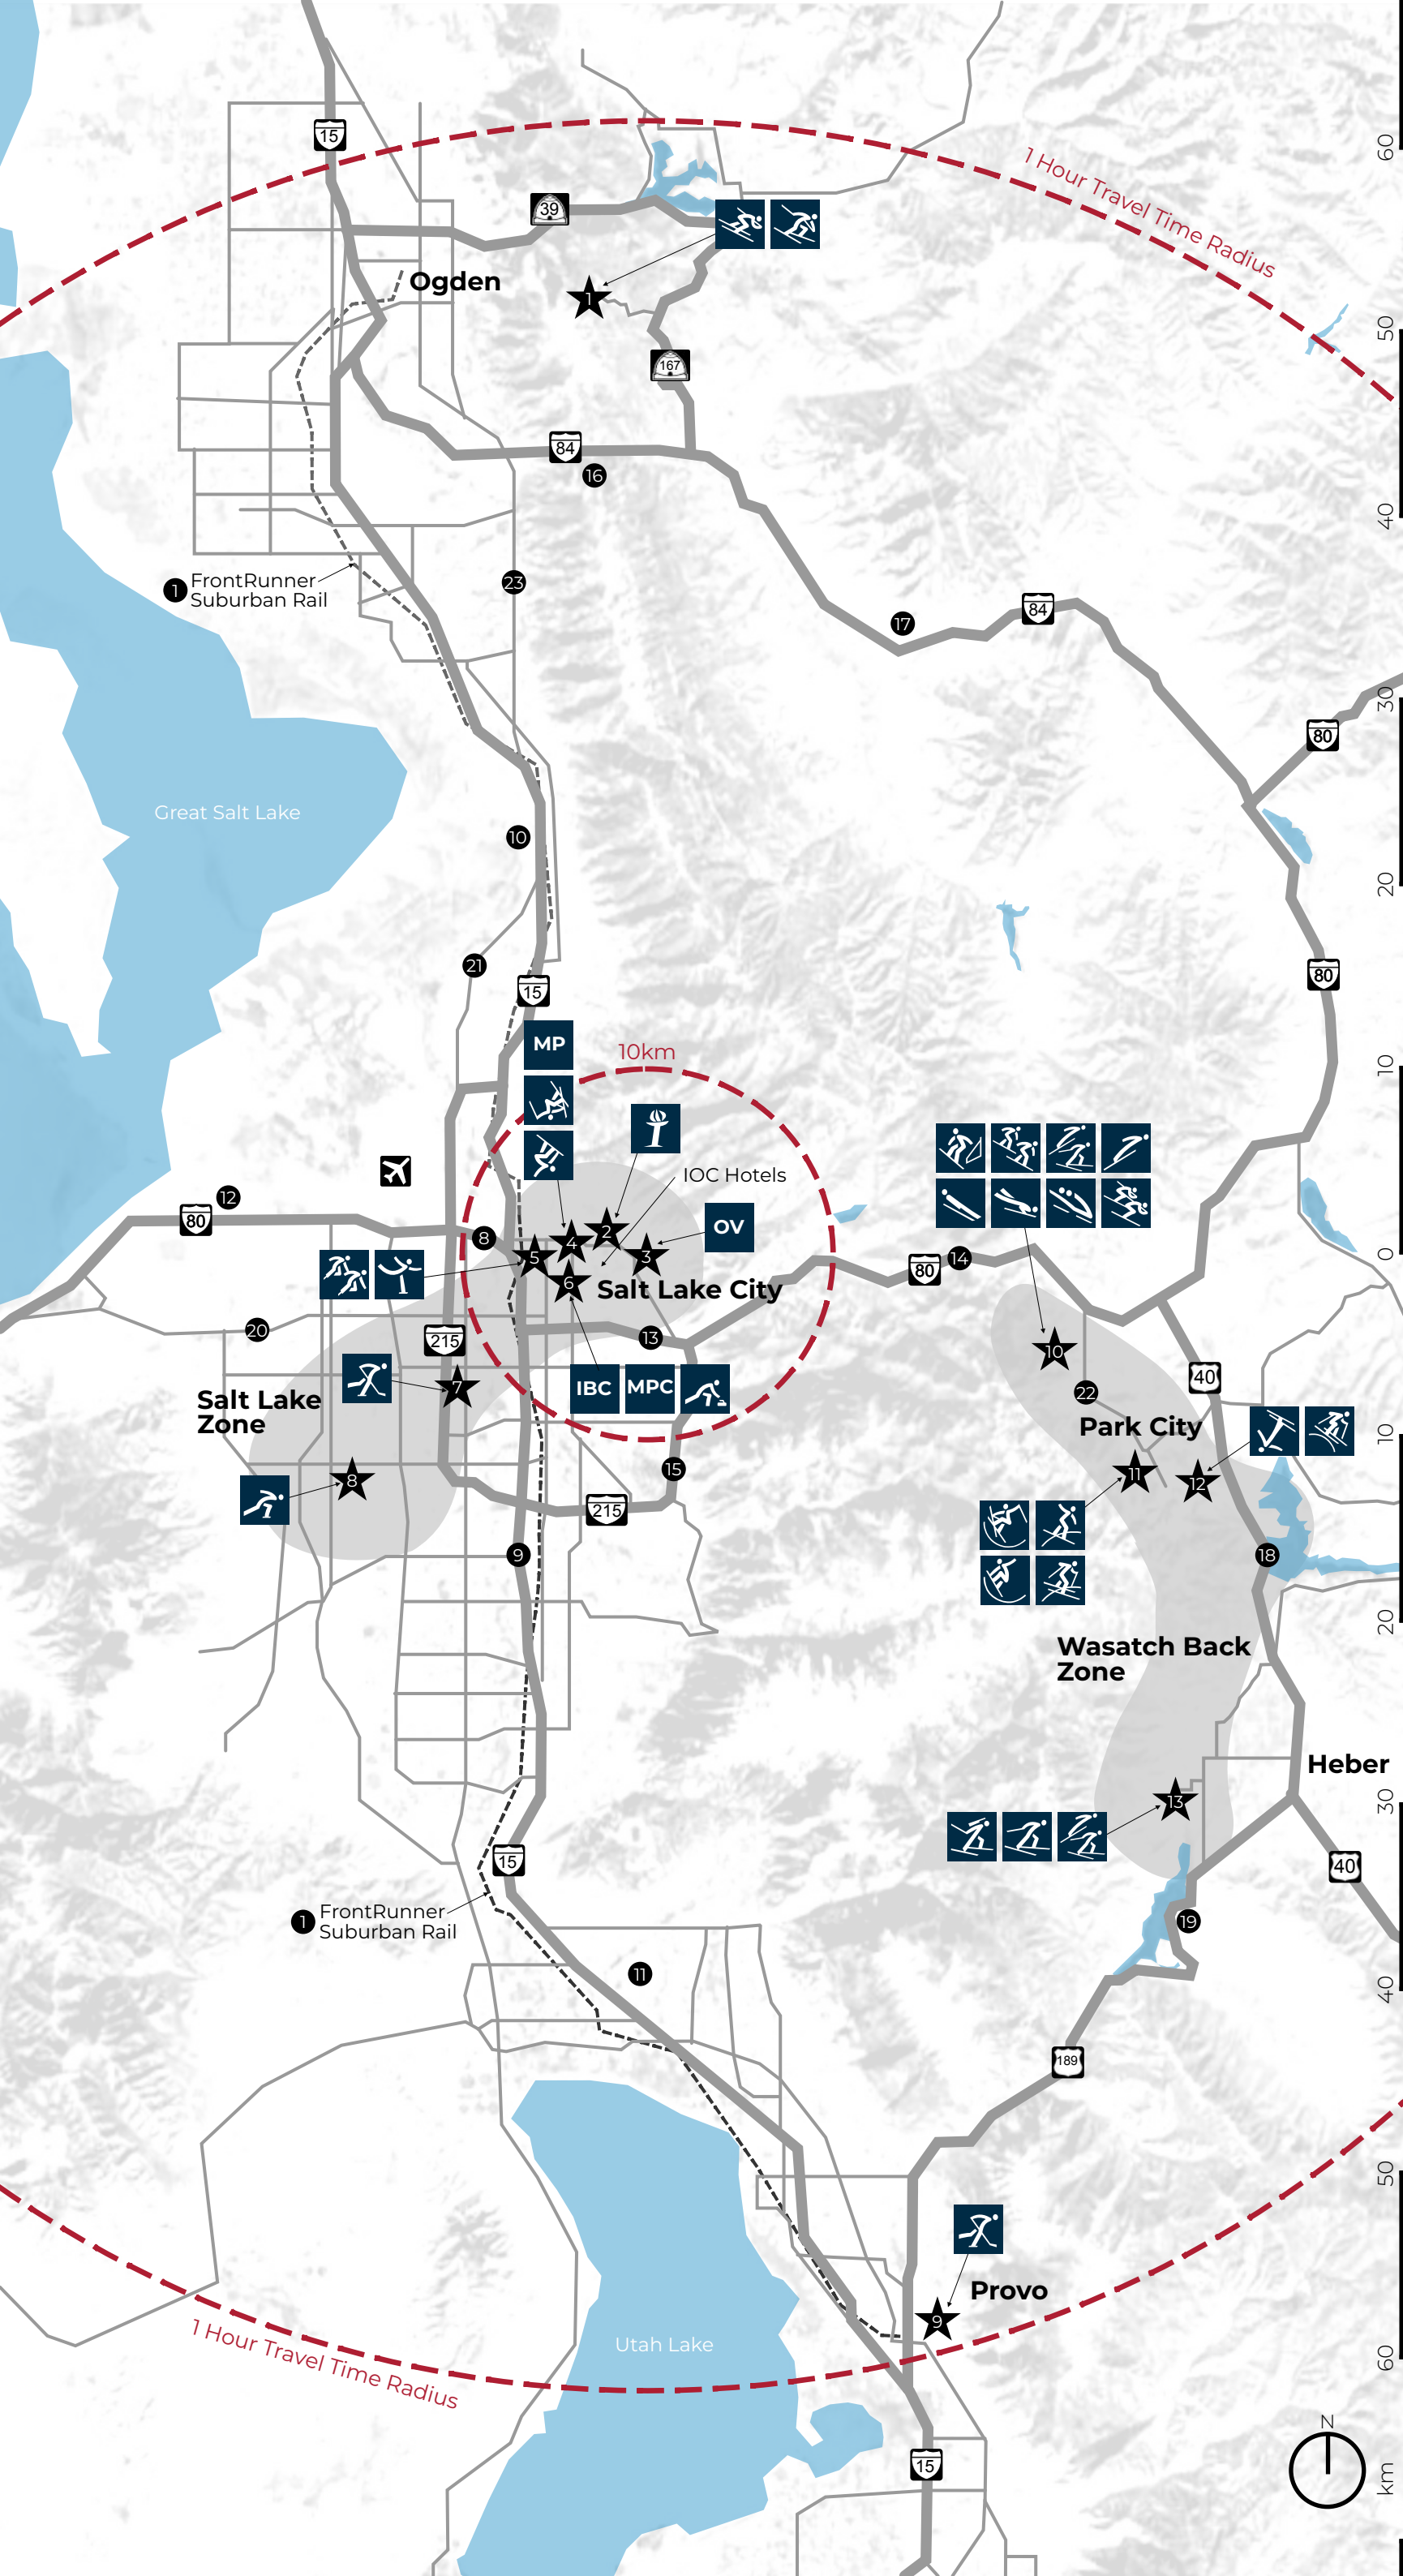 15
60
1 Hour Travel Time Radius
39
Ogden
1
50
167
84
16
40
1
FrontRunner
Suburban Rail
23
17
84
30
80
Great Salt Lake
10
20
21
15
80
MP
10km
10
IOC Hotels
12
80
8
OV
2
4
3
5
6
Salt Lake City
14
80
0
20
215
13
10
7
IBC
MPC
40
22
Salt Lake
Zone
Park City
10
8
15
11
12
215
9
18
20
Wasatch Back
Zone
Heber
13
30
15
40
1
FrontRunner
Suburban Rail
19
11
40
189
50
Provo
9
1 Hour Travel Time Radius
Utah Lake
60
N
15
km